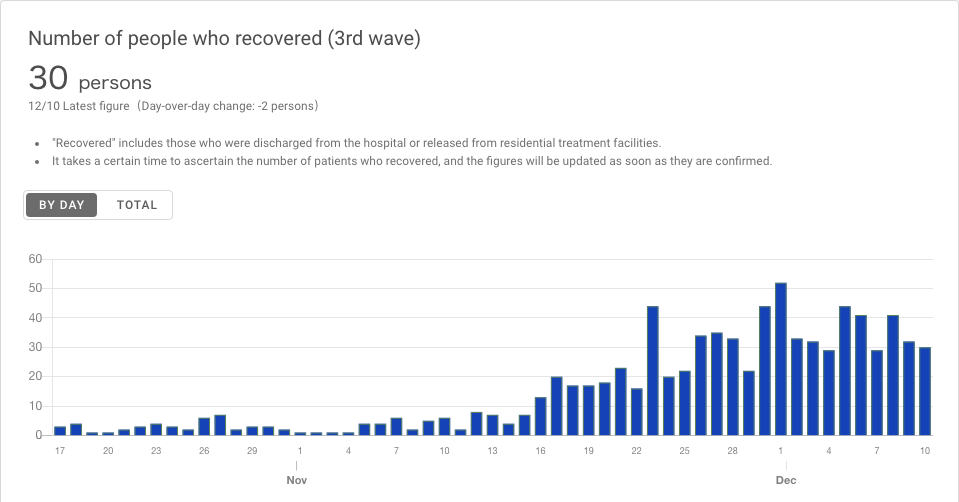 Number of people who recovered (3rd wave)
30 persons
12/10 Latest figure（Day-over-day change: -2 persons）
• "Recovered" includes those who were discharged from the hospital or released from residential treatment facilities.
• It takes a certain time to ascertain the number of patients who recovered, and the figures will be updated as soon as they are confirmed.
BY DAY TOTAL
60
50
40
30
20
10
0
17 20 23 26 29 1 4 7 10 13 16 19 22 25 28 1 4 7 10
Nov Dec